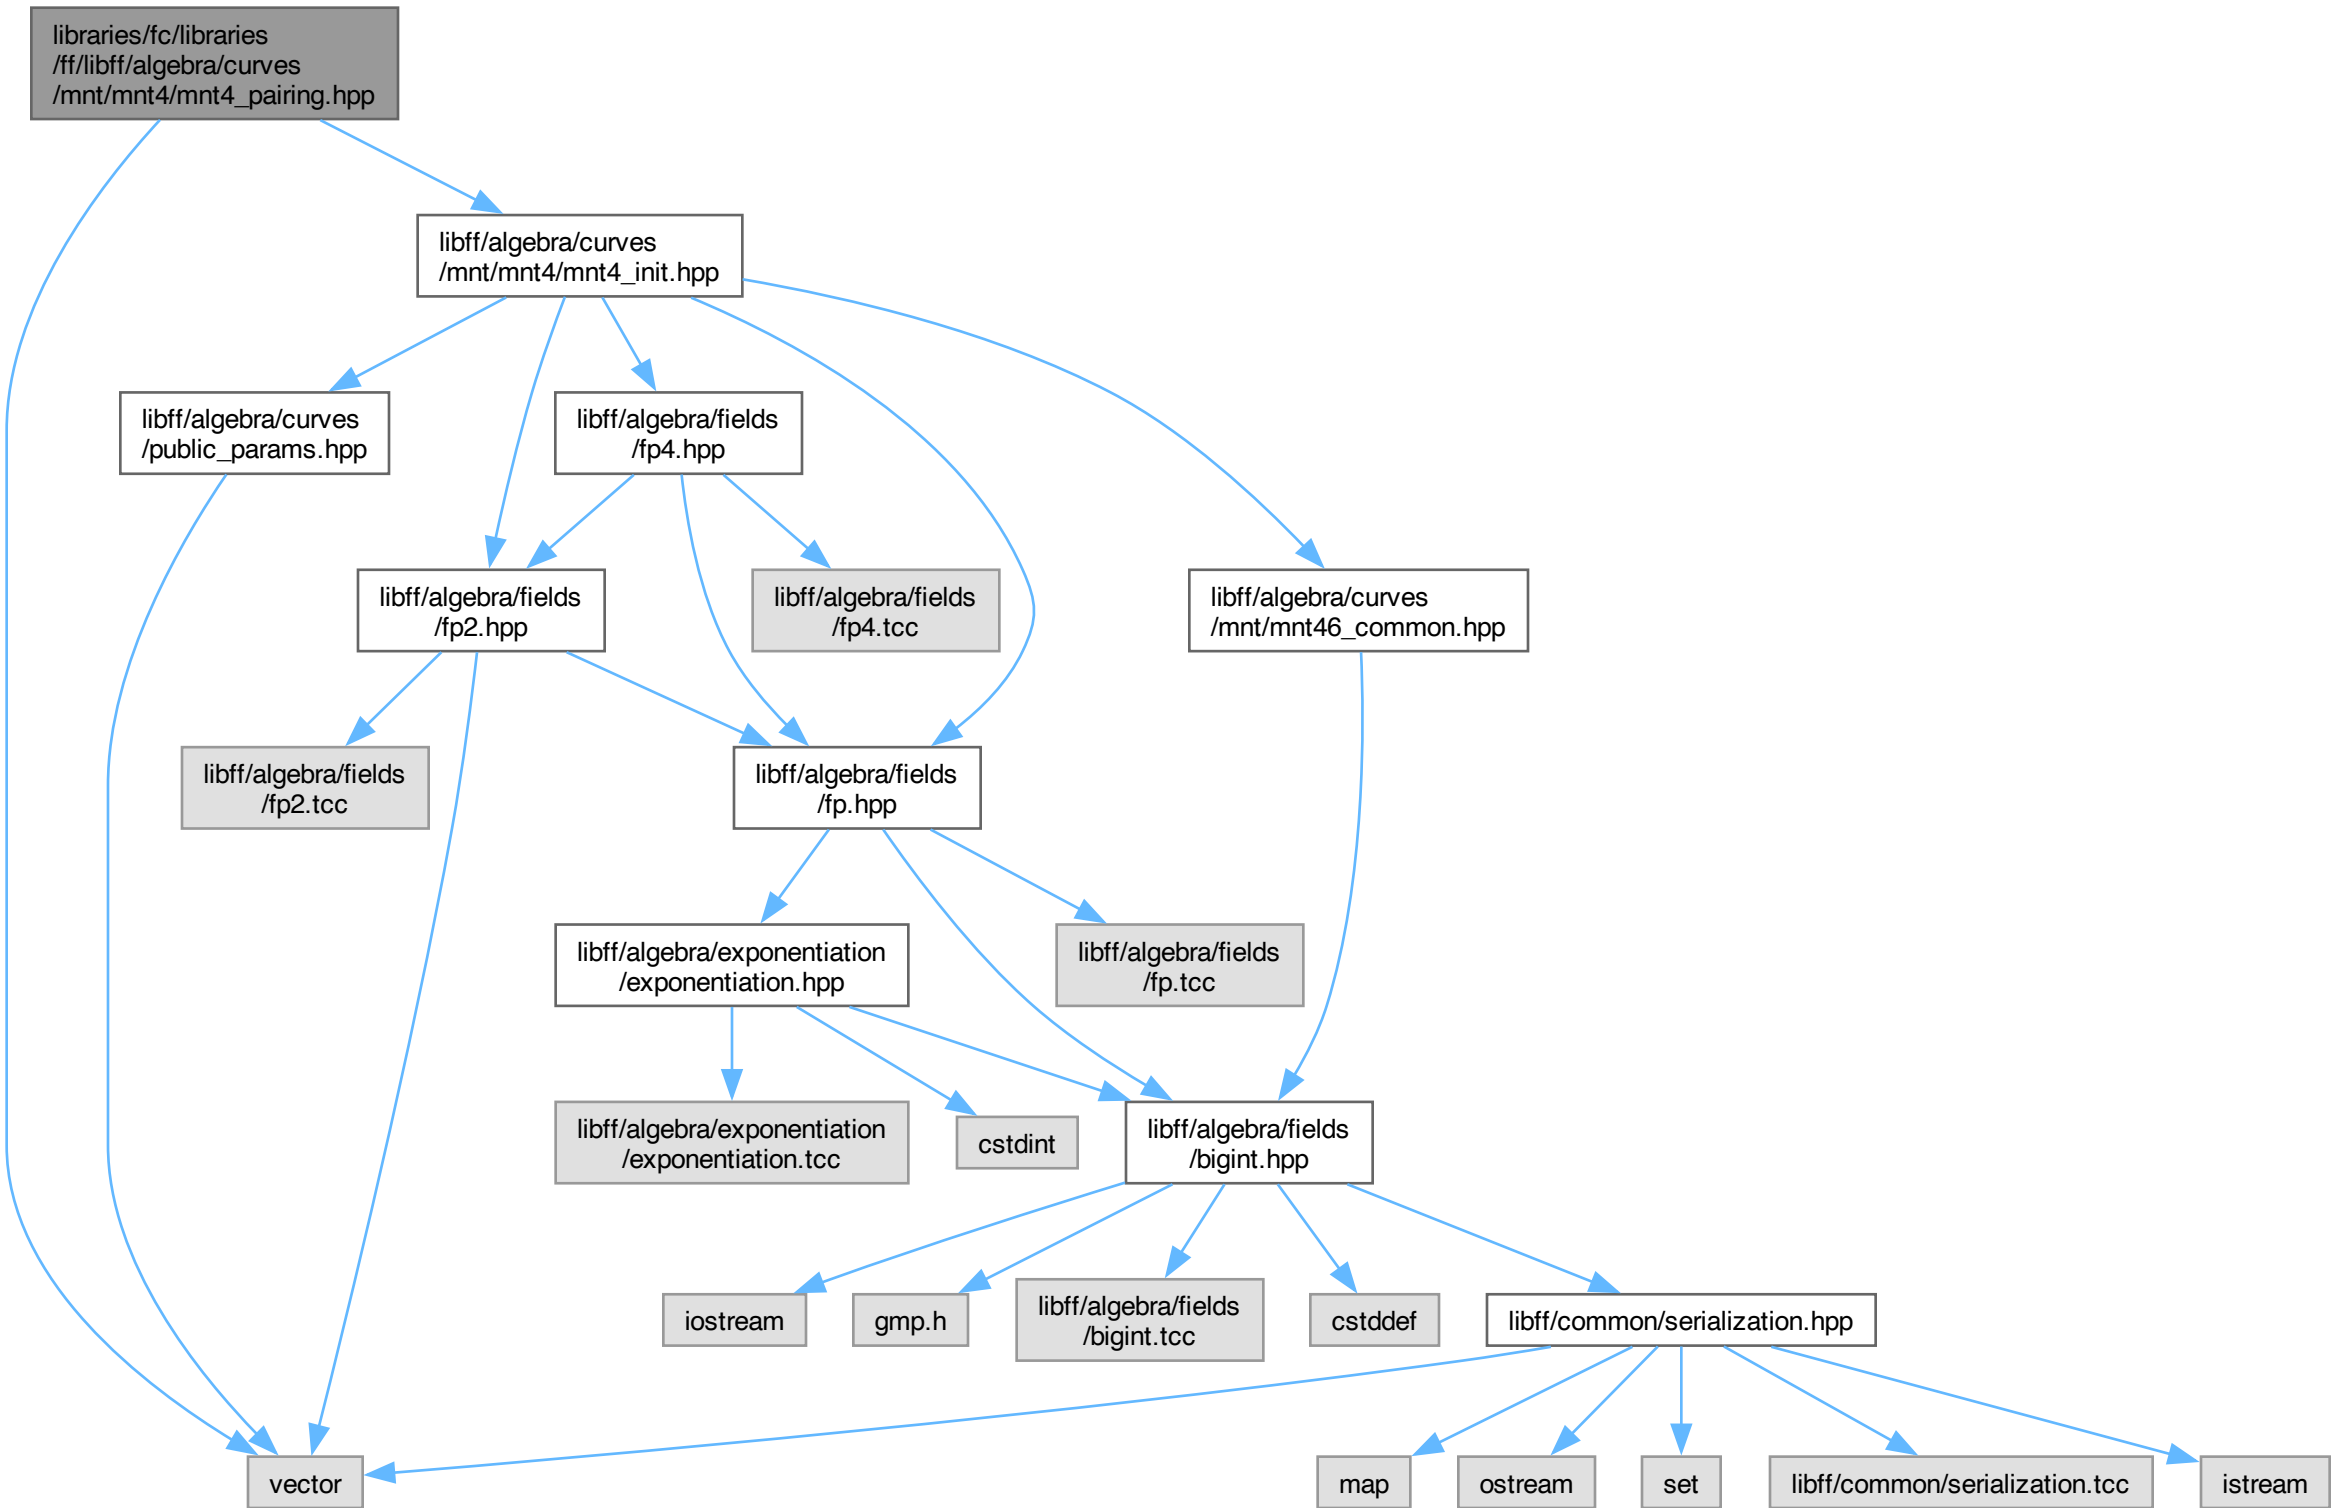 libraries/fc/libraries
/ff/libff/algebra/curves
/mnt/mnt4/mnt4_pairing.hpp
libff/algebra/curves
/mnt/mnt4/mnt4_init.hpp
libff/algebra/curves
/public_params.hpp
libff/algebra/fields
/fp4.hpp
libff/algebra/fields
/fp2.hpp
libff/algebra/fields
/fp4.tcc
libff/algebra/curves
/mnt/mnt46_common.hpp
libff/algebra/fields
/fp2.tcc
libff/algebra/fields
/fp.hpp
libff/algebra/exponentiation
/exponentiation.hpp
libff/algebra/fields
/fp.tcc
libff/algebra/exponentiation
/exponentiation.tcc
cstdint
libff/algebra/fields
/bigint.hpp
iostream
gmp.h
libff/algebra/fields
/bigint.tcc
cstddef
libff/common/serialization.hpp
vector
map
ostream
set
libff/common/serialization.tcc
istream